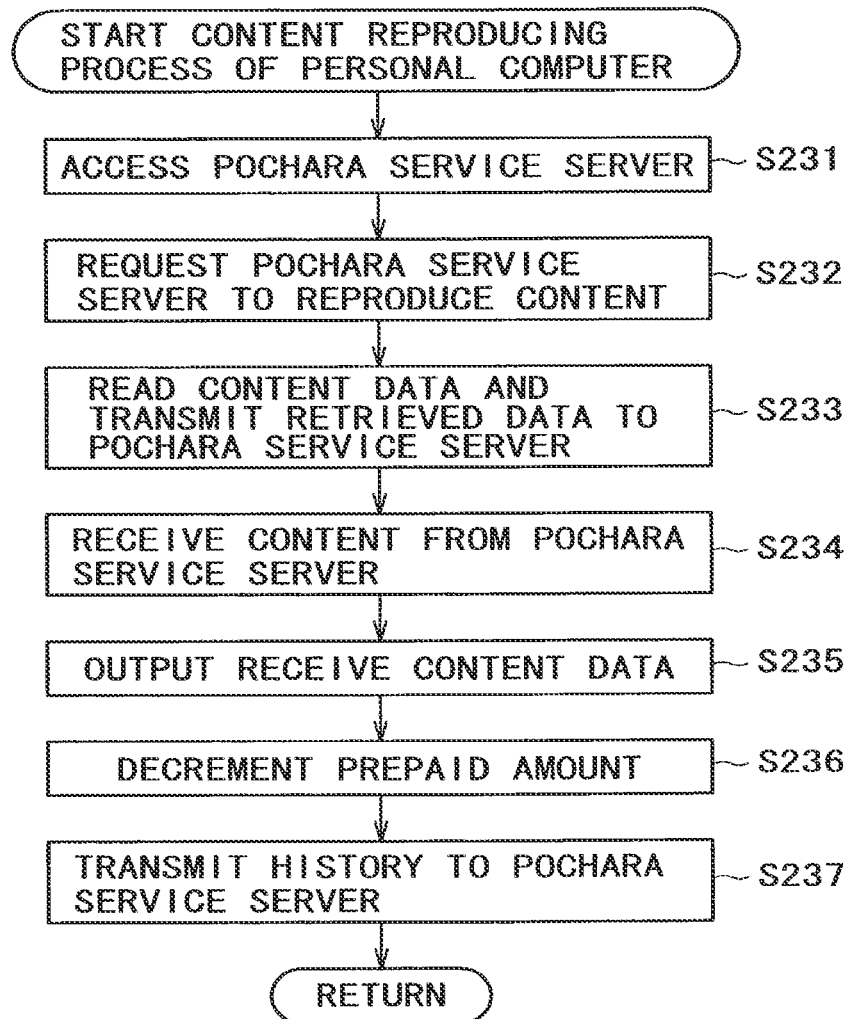 START CONTENT REPRODUCING
PROCESS OF PERSONAL COMPUTER
ACCESS POCHARA SERVICE SERVER
S231
REQUEST POCHARA SERVICE
SERVER TO REPRODUCE CONTENT
S232
READ CONTENT DATA AND
TRANSMIT RETRIEVED DATA TO
POCHARA SERVICE SERVER
S233
RECEIVE CONTENT FROM POCHARA
SERVICE SERVER
S234
OUTPUT RECEIVE CONTENT DATA
S235
DECREMENT PREPAID AMOUNT
S236
TRANSMIT HISTORY TO POCHARA
SERVICE SERVER
S237
RETURN